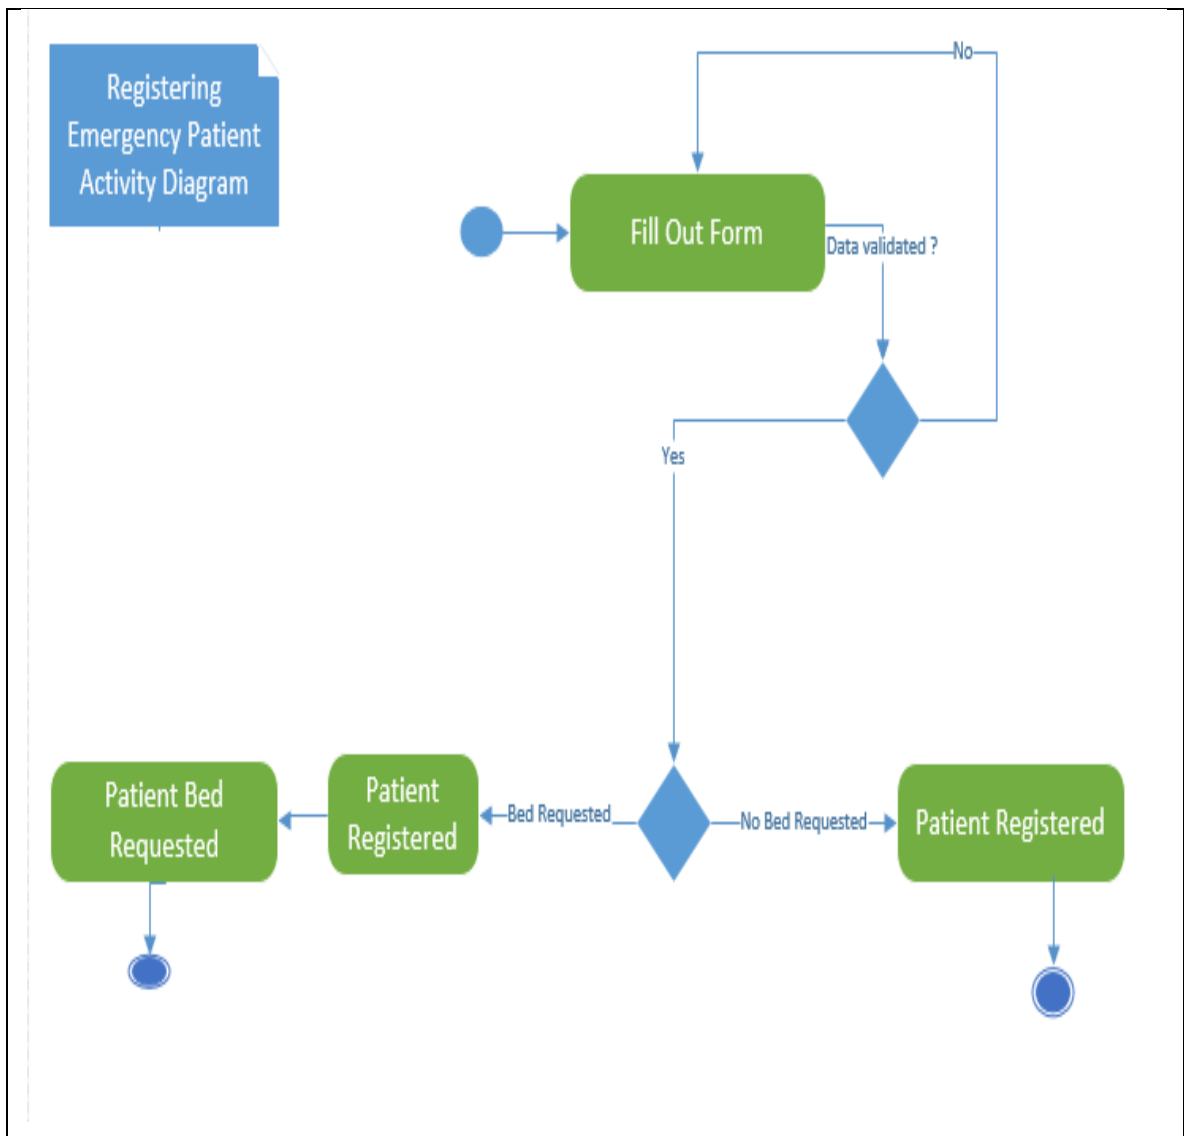 Registering
Emergency Patient
Activity Diagram
No
Fill Out Form
Data validated ?
Yes
Patient Bed
Requested
Patient
Registered
Bed Requested
No Bed Requested
Patient Registered